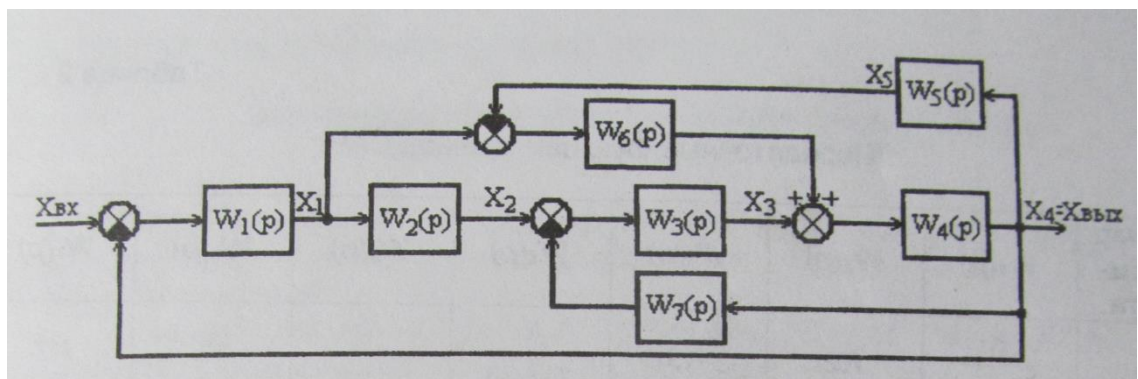 X5
W5(p)
W6(p)
Xвх
W1(p)
X1
W2(p)
X2
W3(p)
X3
+ +
W4(p)
X4=Xвых
W7(p)